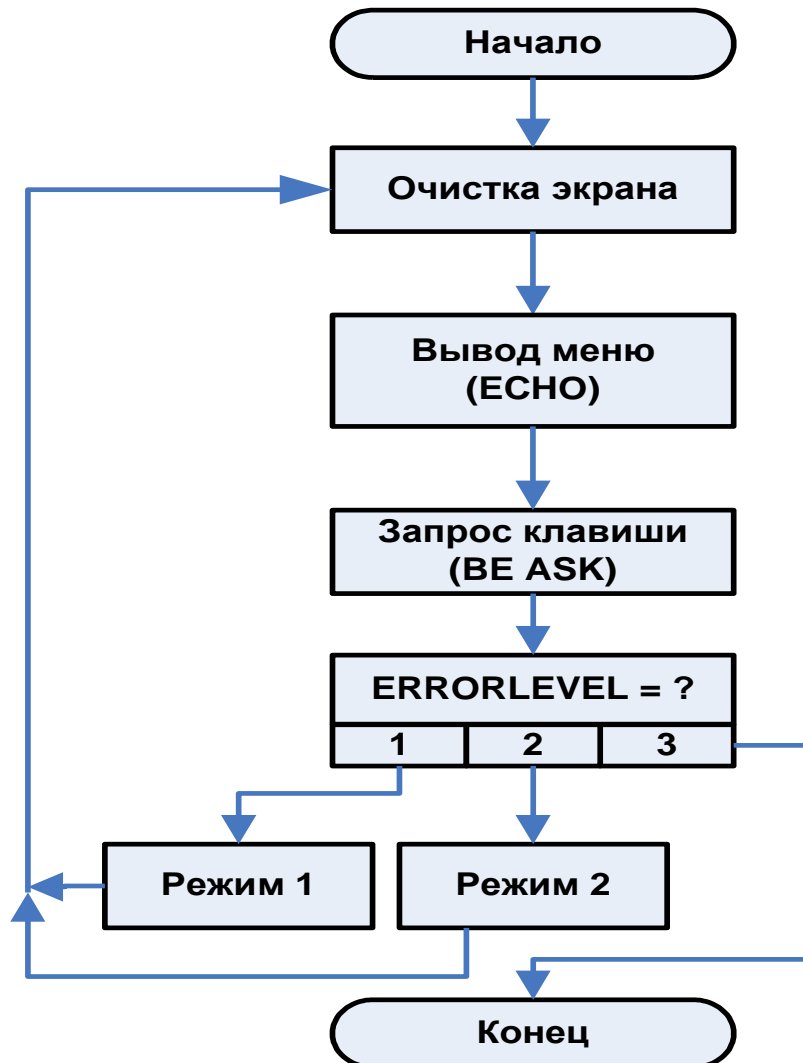 Начало
Очистка экрана
Вывод меню
(ECHO)
Запрос клавиши
(BE ASK)
ERRORLEVEL = ?
1 2 3
Режим 1 Режим 2
Конец